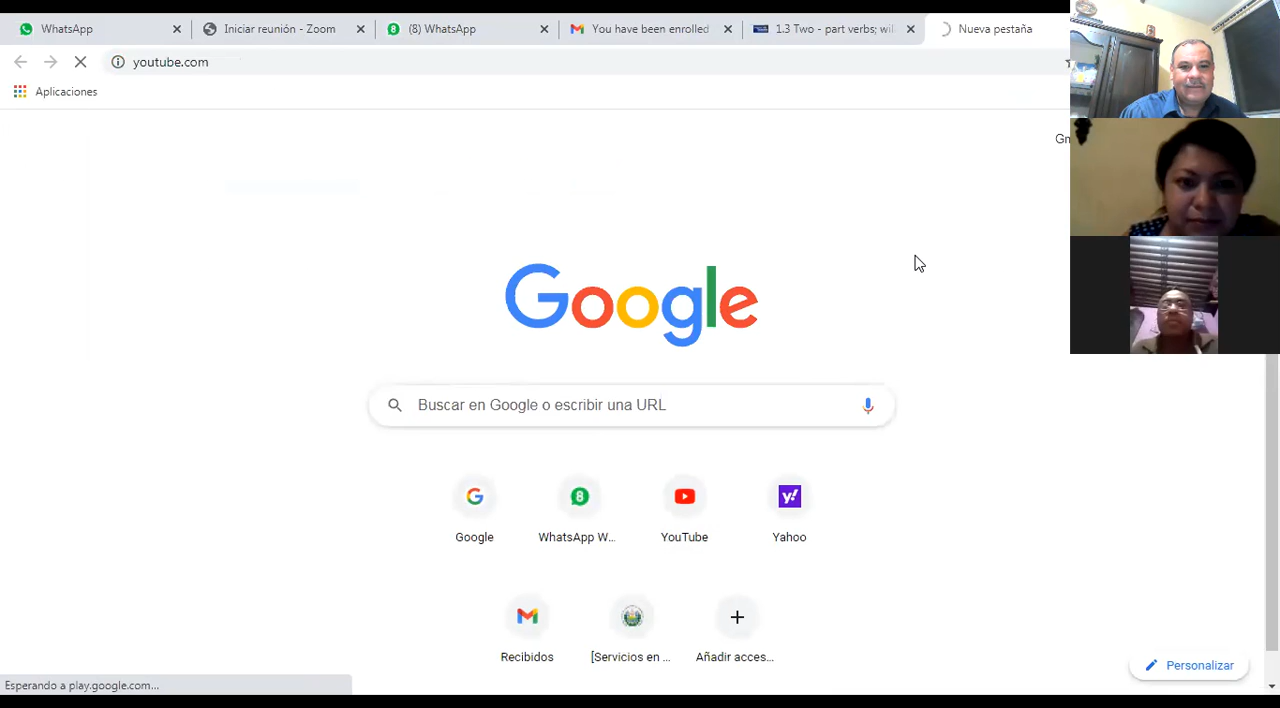 WhatsApp
Iniciar reunión - Zoom
(8) WhatsApp
You have been enrolled
1.3 Two - part verbs; wil
Nueva pestaña
youtube.com
Aplicaciones
Google
Buscar en Google o escribir una URL
Google
WhatsApp W...
YouTube
Yahoo
Recibidos
[Servicios en ...
Añadir acces...
Personalizar
Esperando a play.google.com...